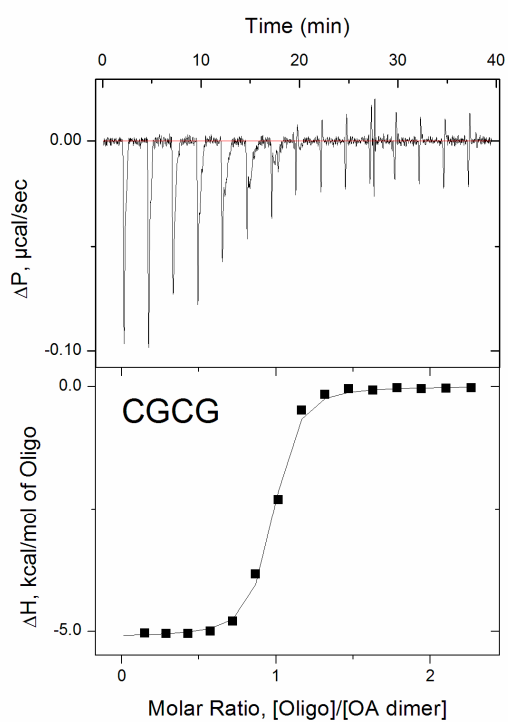 Time (min)
0 10 20 30 40
0.00
ΔP, µcal/sec
-0.10
0.0
CGCG
ΔH, kcal/mol of Oligo
-5.0
0 1 2
Molar Ratio, [Oligo]/[OA dimer]